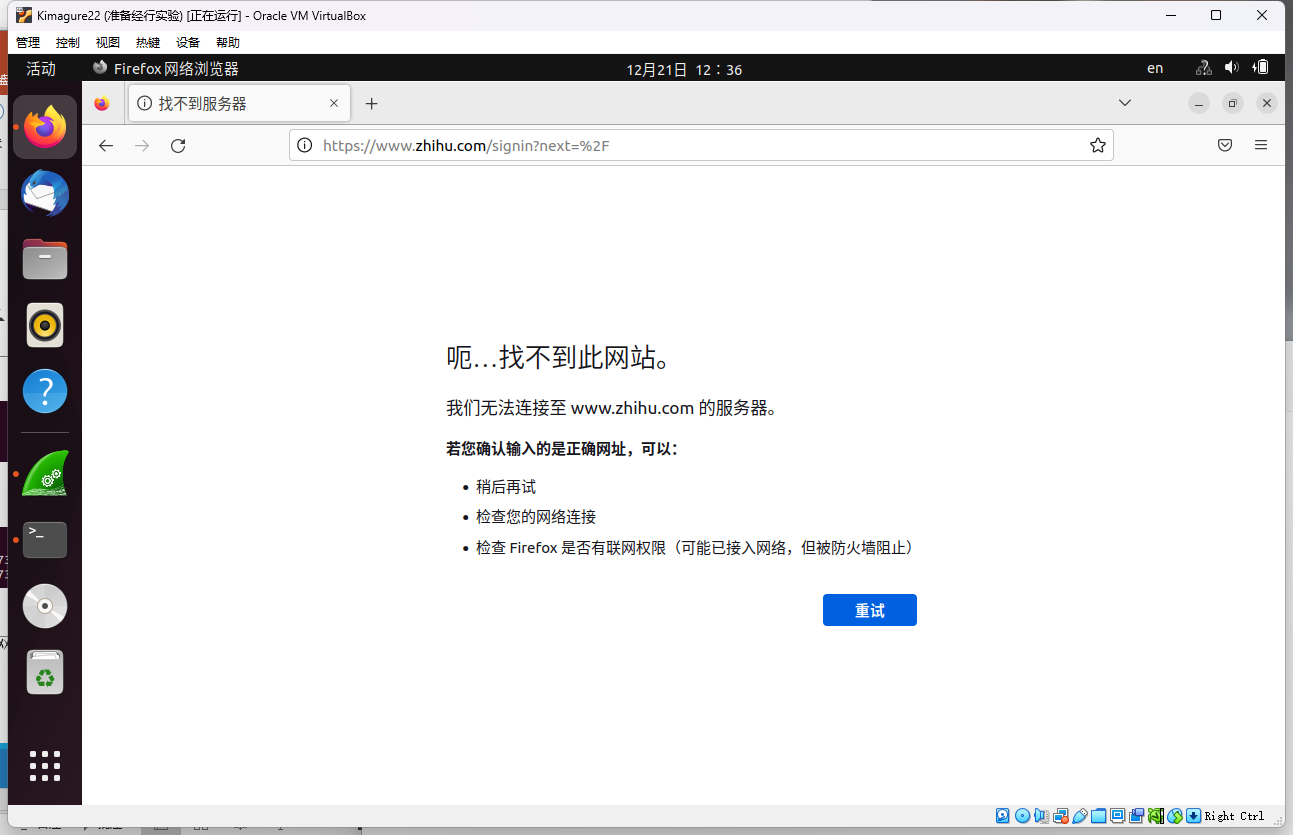 Kimagure22 (准备经行实验) [正在运行] - Oracle VM VirtualBox
管理 控制 视图 热键 设备 帮助
活动 Firefox 网络浏览器 12月21日 12：36 en
找不到服务器
https://www.zhihu.com/signin?next=%2F
呃…找不到此网站。
我们无法连接至 www.zhihu.com 的服务器。
若您确认输入的是正确网址，可以：
• 稍后再试
• 检查您的网络连接
• 检查 Firefox 是否有联网权限（可能已接入网络，但被防火墙阻止）
重试
Right Ctrl